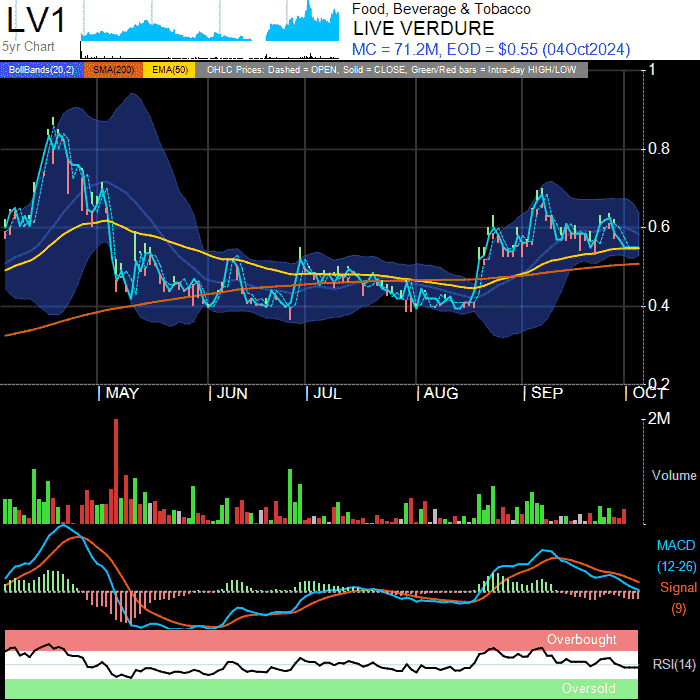 LV1
Food, Beverage & Tobacco
LIVE VERDURE
5yr Chart
MC = 71.2M, EOD = $0.55 (04Oct2024)
BollBands(20,2) SMA(200) EMA(50) OHLC Prices: Dashed = OPEN, Solid = CLOSE, Green/Red bars = Intra-day HIGH/LOW
1
0.8
0.6
0.4
0.2
MAY JUN JUL AUG SEP OCT
2M
Volume
MACD
(12-26)
Signal
(9)
Overbought
RSI(14)
Oversold